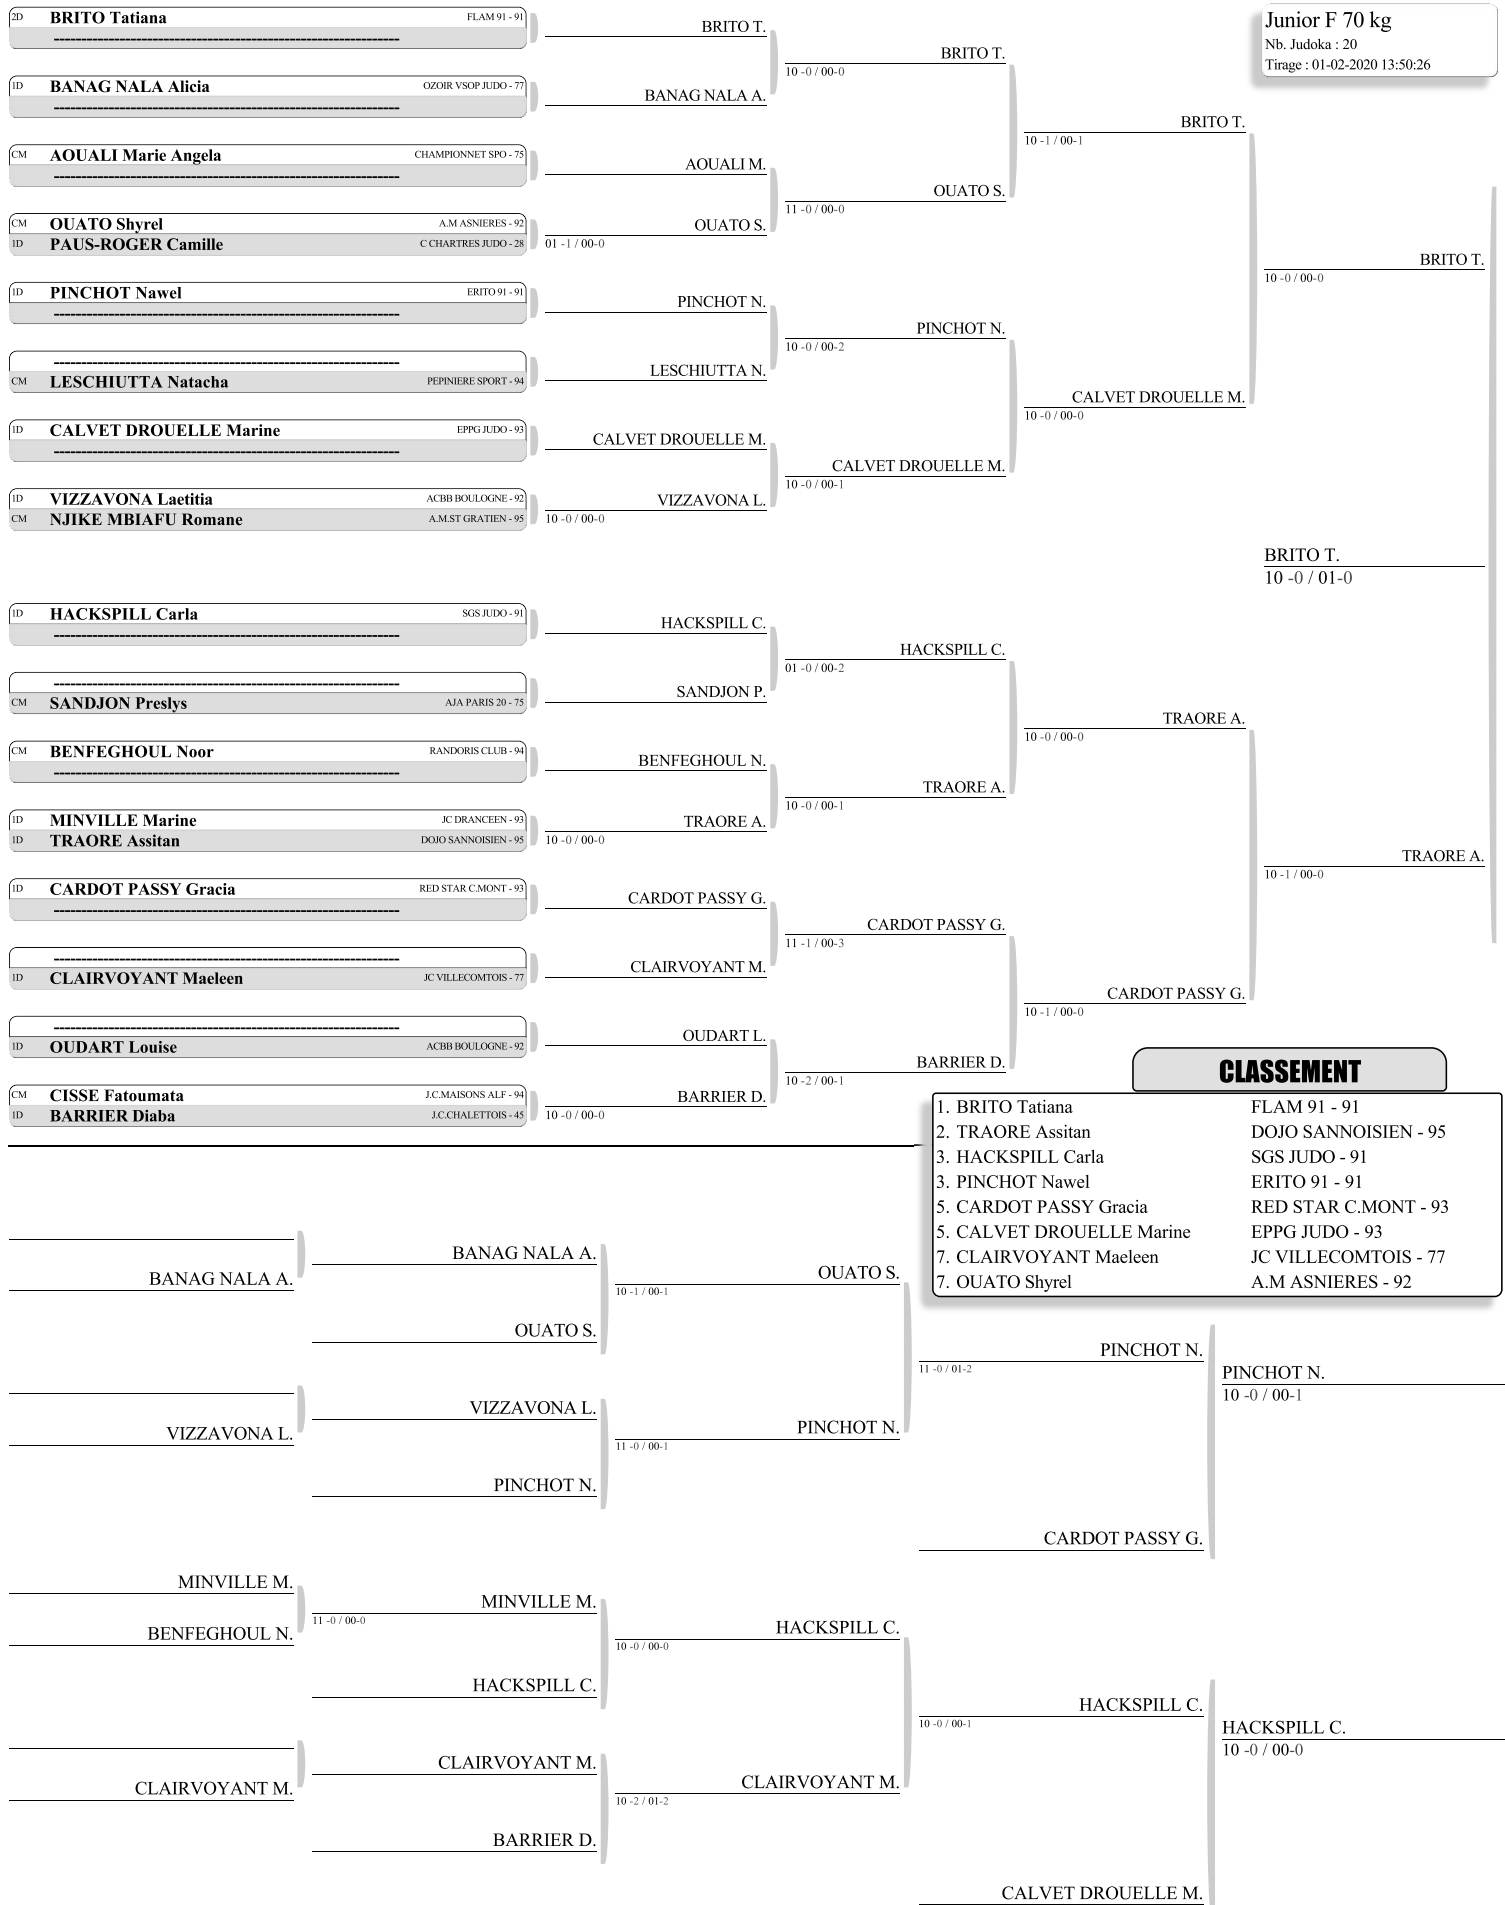 Junior F 70 kg
Nb. Judoka : 20
Tirage : 01-02-2020 13:50:26
2D BRITO Tatiana FLAM 91 - 91
1D BANAG NALA Alicia OZOIR VSOP JUDO - 77
CM AOUALI Marie Angela CHAMPIONNET SPO - 75
CM OUATO Shyrel A.M ASNIERES - 92
1D PAUS-ROGER Camille C CHARTRES JUDO - 28
1D PINCHOT Nawel ERITO 91 - 91
CM LESCHIUTTA Natacha PEPINIERE SPORT - 94
1D CALVET DROUELLE Marine EPPG JUDO - 93
1D VIZZAVONA Laetitia ACBB BOULOGNE - 92
CM NJIKE MBIAFU Romane A.M.ST GRATIEN - 95
1D HACKSPILL Carla SGS JUDO - 91
CM SANDJON Preslys AJA PARIS 20 - 75
CM BENFEGHOUL Noor RANDORIS CLUB - 94
1D MINVILLE Marine JC DRANCEEN - 93
1D TRAORE Assitan DOJO SANNOISIEN - 95
1D CARDOT PASSY Gracia RED STAR C.MONT - 93
1D CLAIRVOYANT Maeleen JC VILLECOMTOIS - 77
1D OUDART Louise ACBB BOULOGNE - 92
CM CISSE Fatoumata J.C.MAISONS ALF - 94
1D BARRIER Diaba J.C.CHALETTOIS - 45
BRITO T.
BANAG NALA A.
AOUALI M.
OUATO S.
01 -1 / 00-0
PINCHOT N.
LESCHIUTTA N.
CALVET DROUELLE M.
VIZZAVONA L.
10 -0 / 00-0
HACKSPILL C.
SANDJON P.
BENFEGHOUL N.
TRAORE A.
10 -0 / 00-0
CARDOT PASSY G.
CLAIRVOYANT M.
OUDART L.
BARRIER D.
10 -0 / 00-0
BRITO T.
10 -0 / 00-0
OUATO S.
11 -0 / 00-0
PINCHOT N.
10 -0 / 00-2
CALVET DROUELLE M.
10 -0 / 00-1
HACKSPILL C.
01 -0 / 00-2
TRAORE A.
10 -0 / 00-1
CARDOT PASSY G.
11 -1 / 00-3
BARRIER D.
10 -2 / 00-1
BRITO T.
10 -1 / 00-1
CALVET DROUELLE M.
10 -0 / 00-0
TRAORE A.
10 -0 / 00-0
CARDOT PASSY G.
10 -1 / 00-0
BRITO T.
10 -0 / 00-0
TRAORE A.
10 -1 / 00-0
BRITO T.
10 -0 / 01-0
CLASSEMENT
1. BRITO Tatiana FLAM 91 - 91
2. TRAORE Assitan DOJO SANNOISIEN - 95
3. HACKSPILL Carla SGS JUDO - 91
3. PINCHOT Nawel ERITO 91 - 91
5. CARDOT PASSY Gracia RED STAR C.MONT - 93
5. CALVET DROUELLE Marine EPPG JUDO - 93
7. CLAIRVOYANT Maeleen JC VILLECOMTOIS - 77
7. OUATO Shyrel A.M ASNIERES - 92
BANAG NALA A.
VIZZAVONA L.
MINVILLE M.
BENFEGHOUL N.
CLAIRVOYANT M.
BANAG NALA A.
OUATO S.
VIZZAVONA L.
PINCHOT N.
MINVILLE M.
11 -0 / 00-0
HACKSPILL C.
CLAIRVOYANT M.
BARRIER D.
OUATO S.
10 -1 / 00-1
PINCHOT N.
11 -0 / 00-1
HACKSPILL C.
10 -0 / 00-0
CLAIRVOYANT M.
10 -2 / 01-2
PINCHOT N.
11 -0 / 01-2
CARDOT PASSY G.
HACKSPILL C.
10 -0 / 00-1
CALVET DROUELLE M.
PINCHOT N.
10 -0 / 00-1
HACKSPILL C.
10 -0 / 00-0